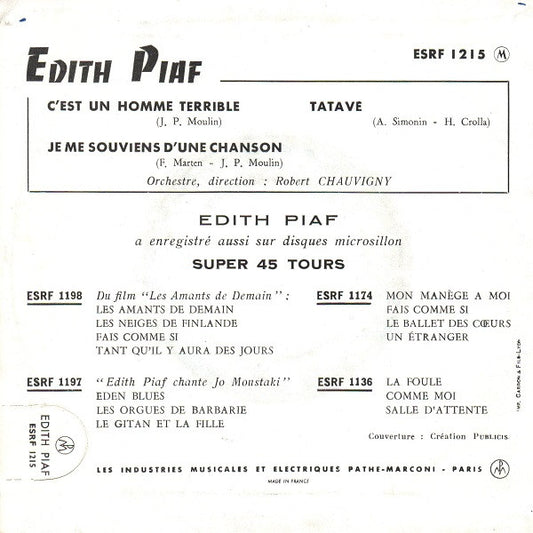 ESRF 1215 M
EDITH PIAF
C'EST UN HOMME TERRIBLE
(J. P. Moulin)
TATAVE
(A. Simonin - H. Crolla)
JE ME SOUVIENS D'UNE CHANSON
(F. Marten - J. P. Moulin)
Orchestre, direction : Robert CHAUVIGNY
EDITH PIAF
a enregistré aussi sur disques microsillon
SUPER 45 TOURS
ESRF 1198 Du film "Les Amants de Demain" :
LES AMANTS DE DEMAIN
LES NEIGES DE FINLANDE
FAIS COMME SI
TANT QU'IL Y AURA DES JOURS
ESRF 1174 MON MANÈGE A MOI
FAIS COMME SI
LE BALLET DES CŒURS
UN ÉTRANGER
ESRF 1197 "Edith Piaf chante Jo Moustaki"
EDEN BLUES
LES ORGUES DE BARBARIE
LE GITAN ET LA FILLE
ESRF 1136 LA FOULE
COMME MOI
SALLE D'ATTENTE
Couverture : Création PUBLICIS
EDITH PIAF
ESRF 1215
LES INDUSTRIES MUSICALES ET ELECTRIQUES PATHE-MARCONI - PARIS
MADE IN FRANCE